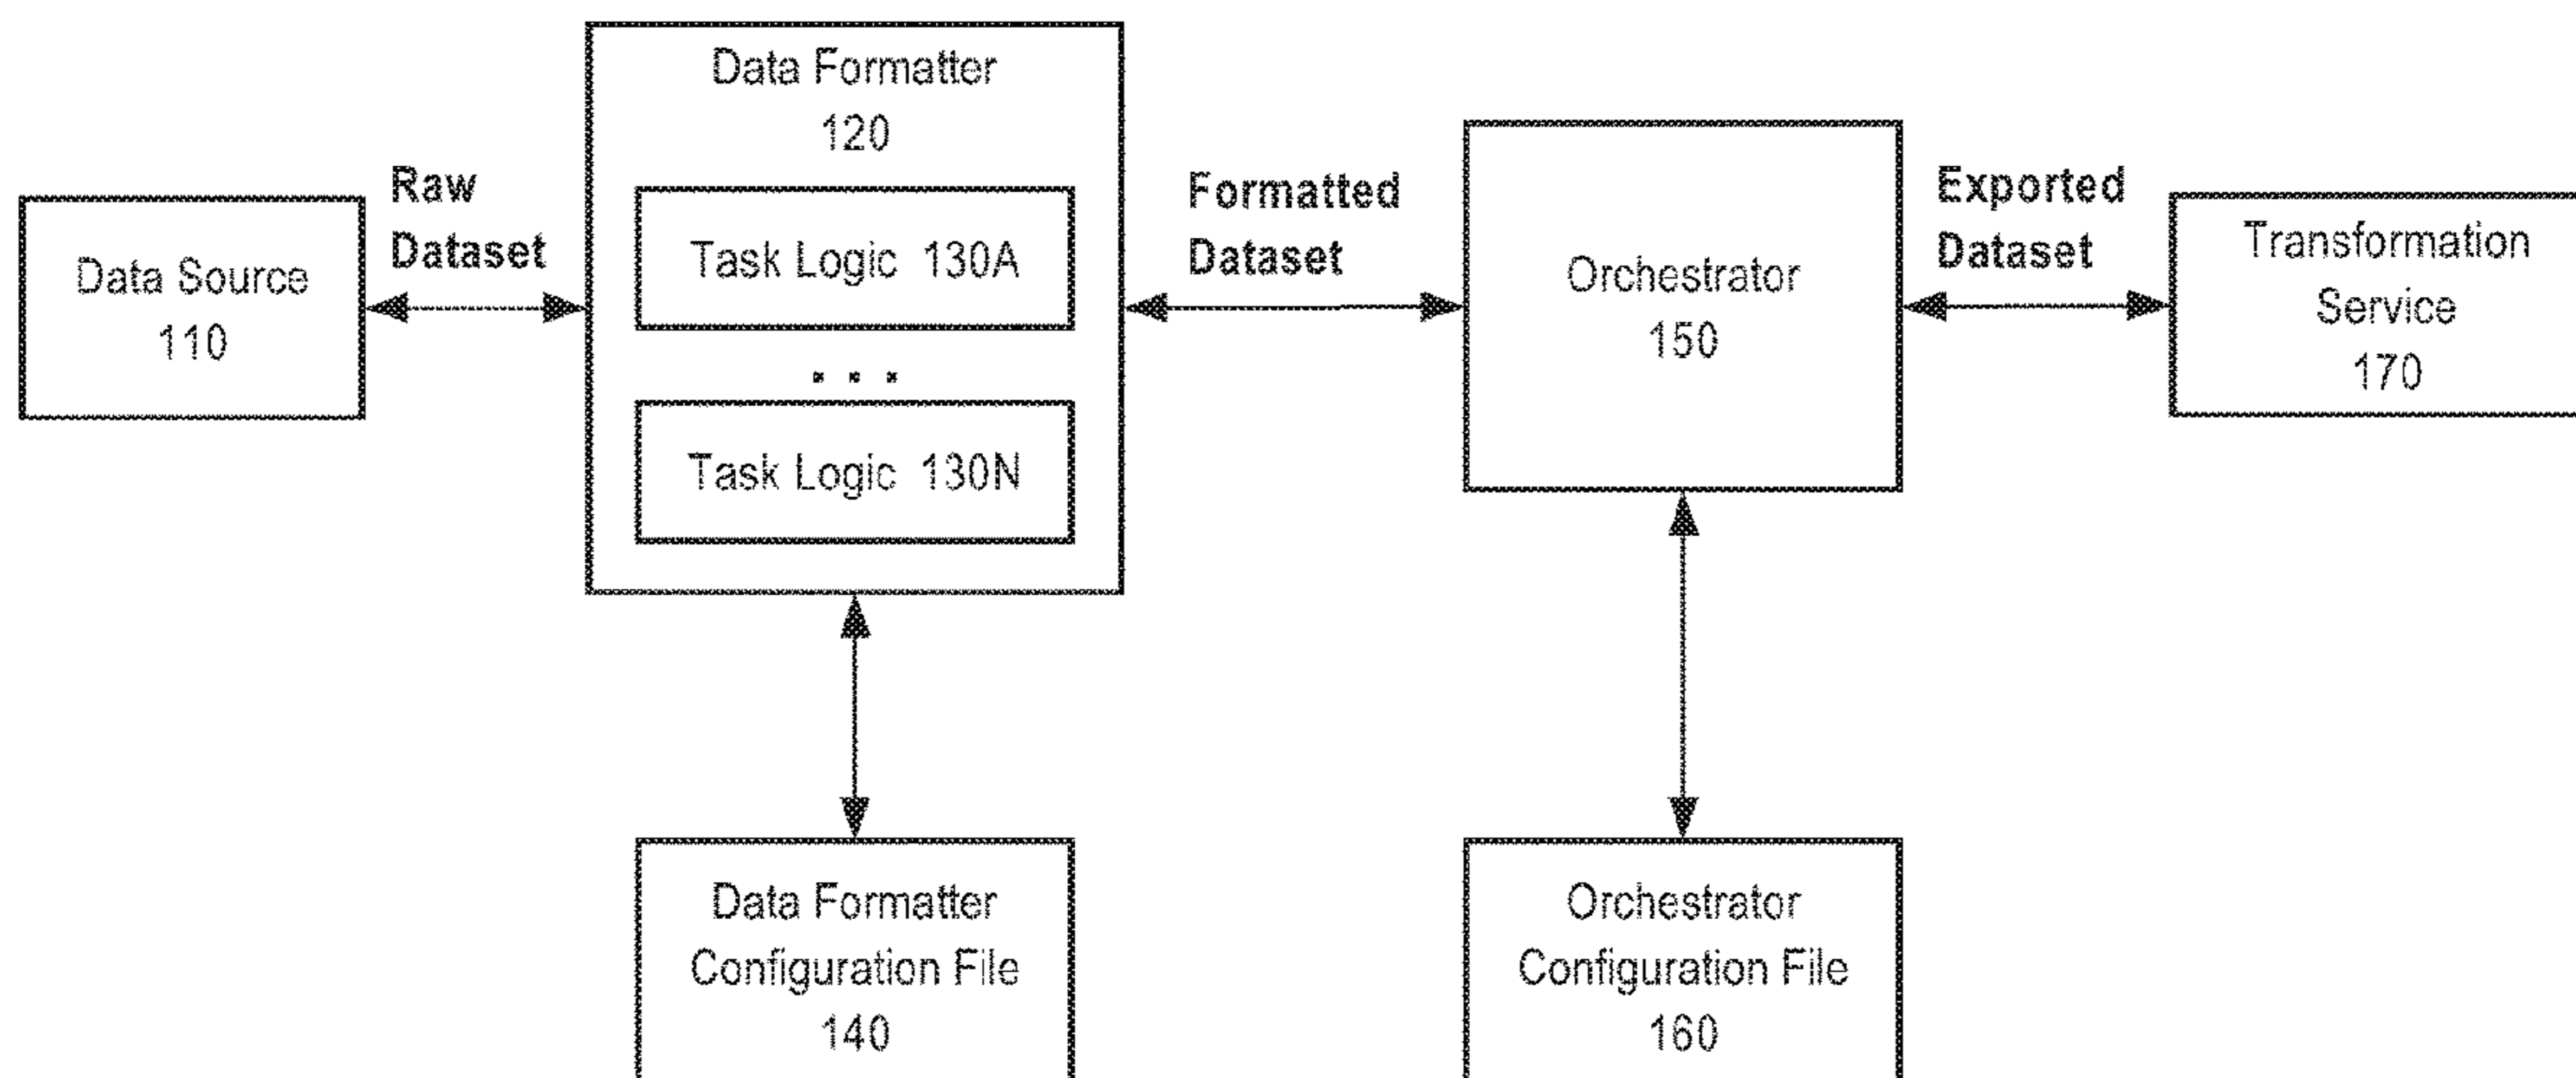 Data Formatter
120
Task Logic 130A
. . .
Task Logic 130N
Data Source
110
Raw
Dataset
Formatted
Dataset
Orchestrator
150
Exported
Dataset
Transformation
Service
170
Data Formatter
Configuration File
140
Orchestrator
Configuration File
160